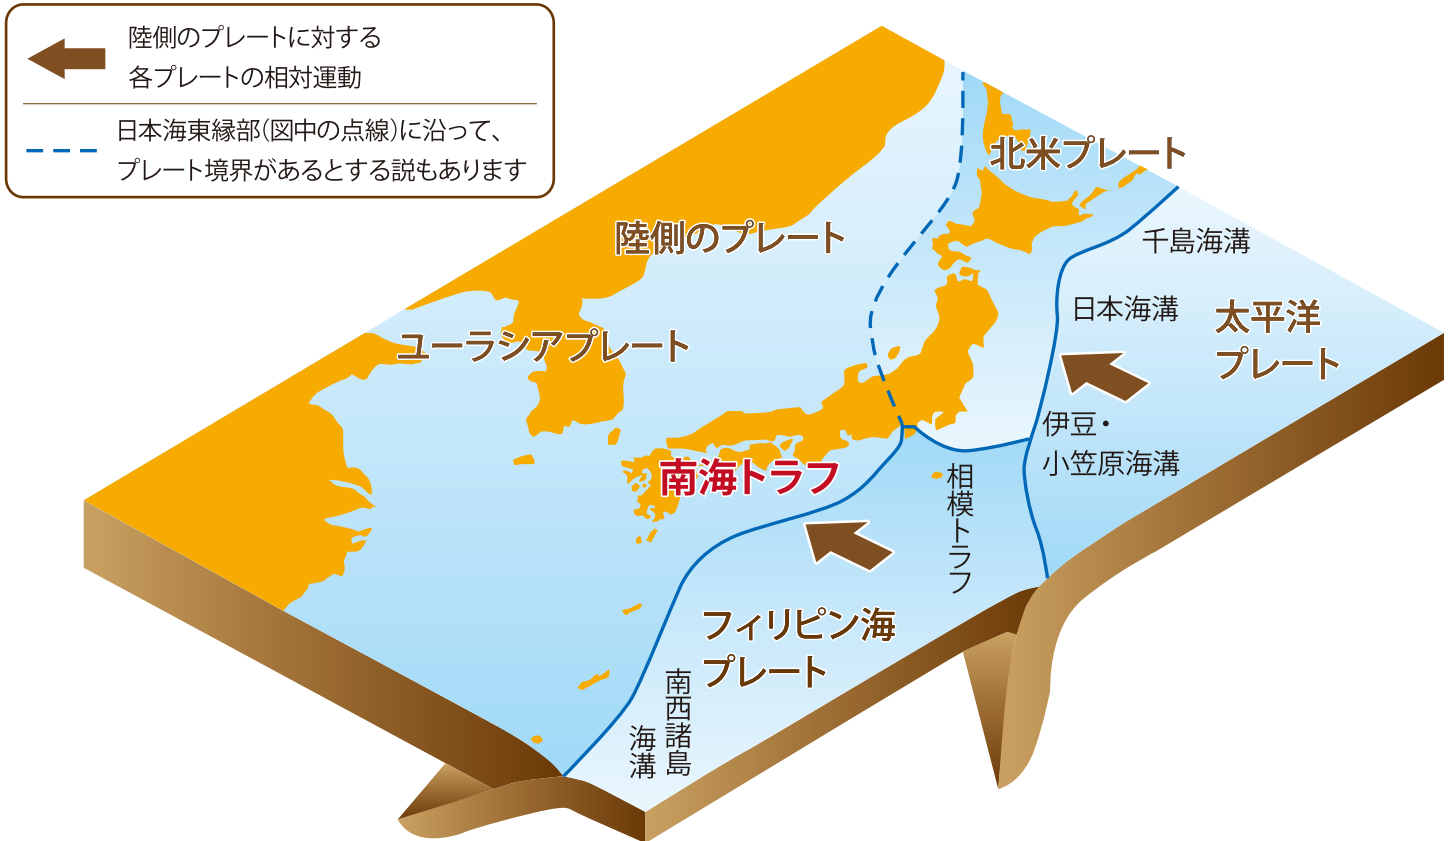 陸側のプレートに対する
各プレートの相対運動
日本海東縁部(図中の点線)に沿って、
プレート境界があるとする説もあります
北米プレート
陸側のプレート
千島海溝
日本海溝
太平洋
プレート
ユーラシアプレート
伊豆・
小笠原海溝
南海トラフ
相模トラフ
フィリピン海
プレート
南西諸島
海溝